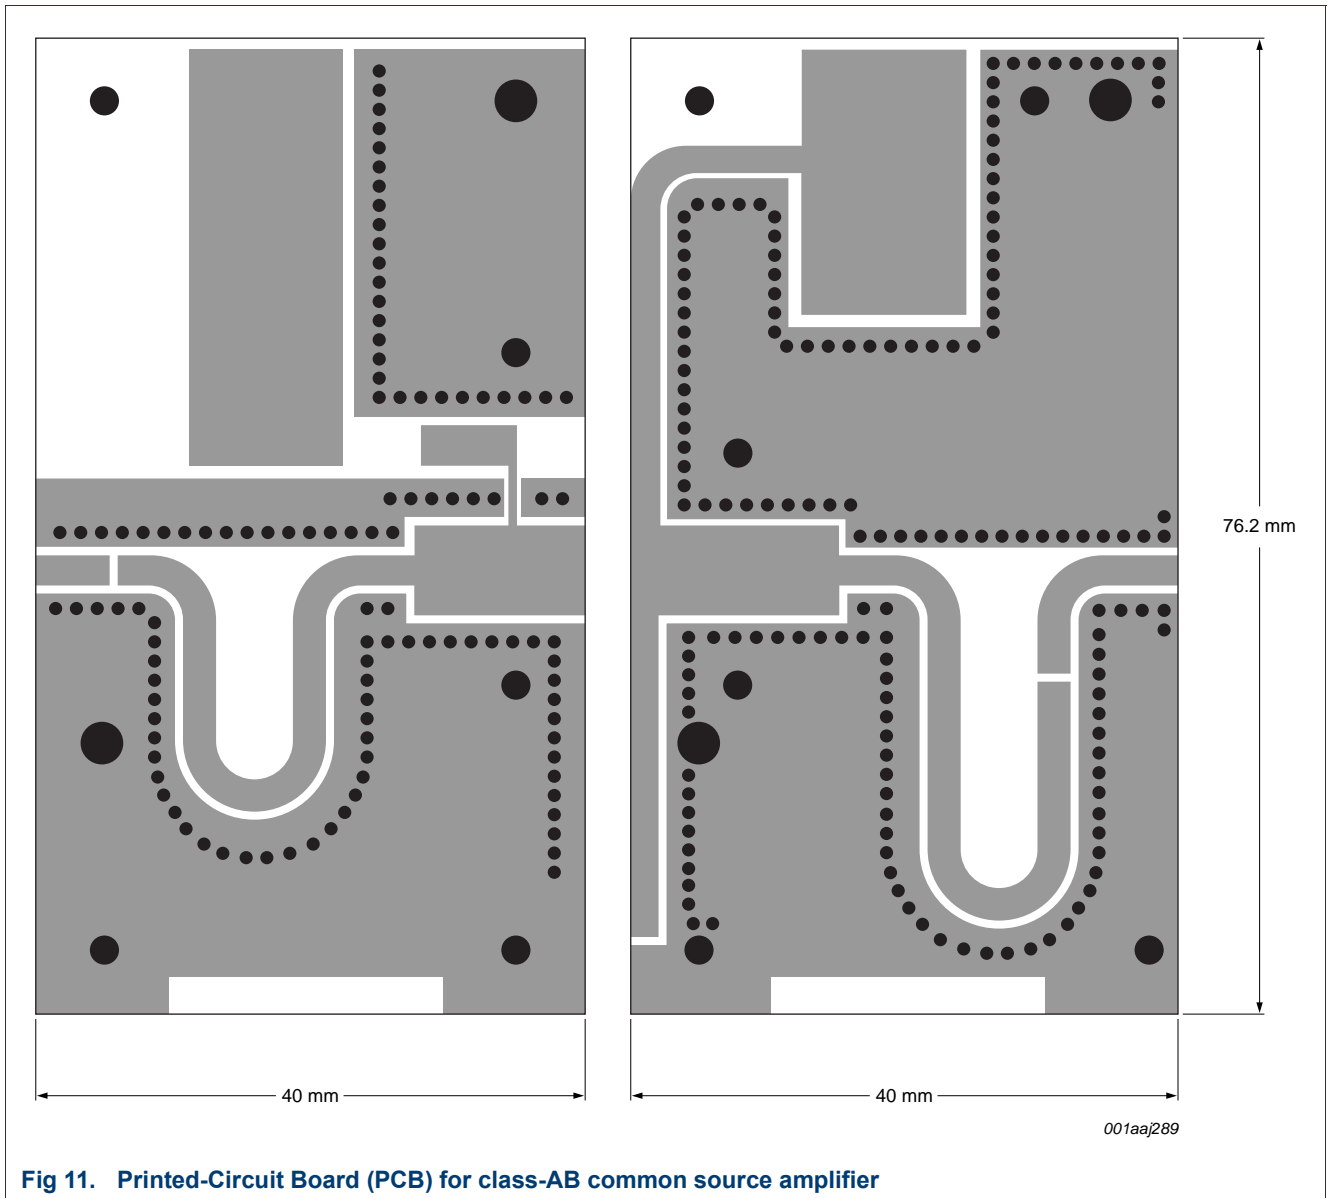 76.2 mm
40 mm
40 mm
001aaj289
Fig 11. Printed-Circuit Board (PCB) for class-AB common source amplifier